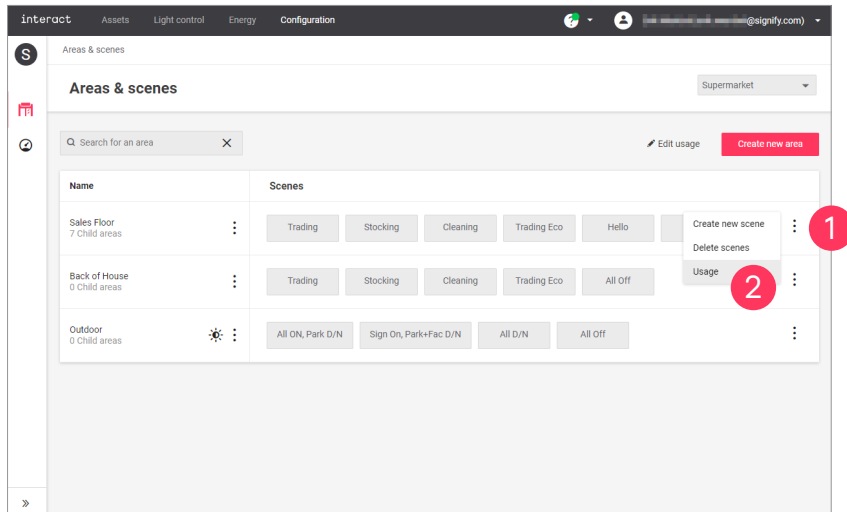 interact Assets Light control Energy Configuration ? @signify.com)
S Areas & scenes
Areas & scenes Supermarket
Search for an area Edit usage Create new area
Name Scenes
Sales Floor
7 Child areas
Trading Stocking Cleaning Trading Eco Hello
Create new scene
Delete scenes
Usage
1
2
Back of House
0 Child areas
Trading Stocking Cleaning Trading Eco All Off
Outdoor
0 Child areas
All ON, Park D/N Sign On, Park+Fac D/N All D/N All Off